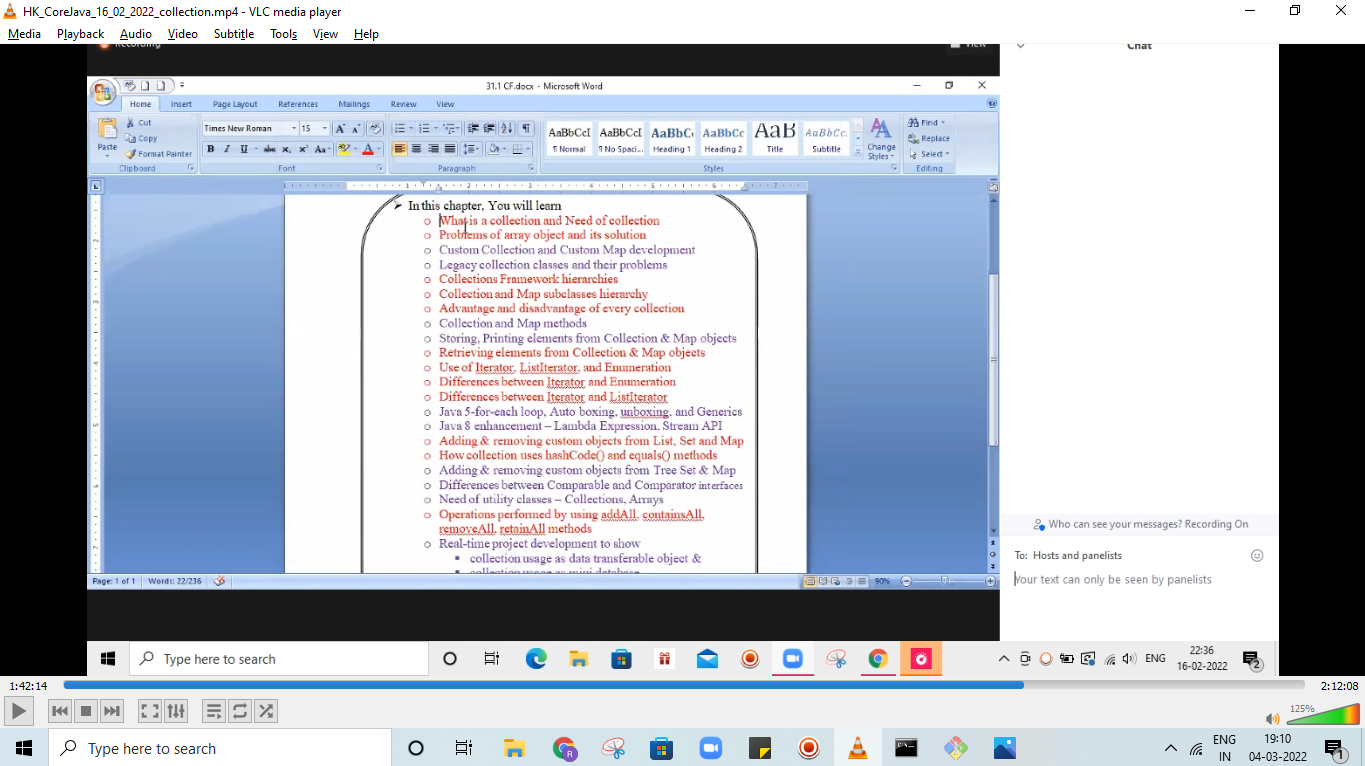 HK_CoreJava_16_02_2022_collection.mp4 - VLC media player
Media Playback Audio Video Subtitle Tools View Help
Recording View Chat
31.1 CF.docx - Microsoft Word
Home Insert Page Layout References Mailings Review View
Paste Cut Copy Format Painter
Times New Roman 15
AaBbCcI AaBbCcI AaBbC AaBbCc AaB AaBbCc.
¶ Normal ¶ No Spaci... Heading 1 Heading 2 Title Subtitle
Change Styles
Find Replace Select
Clipboard Font Paragraph Styles Editing
In this chapter, You will learn
What is a collection and Need of collection
Problems of array object and its solution
Custom Collection and Custom Map development
Legacy collection classes and their problems
Collections Framework hierarchies
Collection and Map subclasses hierarchy
Advantage and disadvantage of every collection
Collection and Map methods
Storing, Printing elements from Collection & Map objects
Retrieving elements from Collection & Map objects
Use of Iterator, ListIterator, and Enumeration
Differences between Iterator and Enumeration
Differences between Iterator and ListIterator
Java 5-for-each loop, Auto boxing, unboxing, and Generics
Java 8 enhancement – Lambda Expression, Stream API
Adding & removing custom objects from List, Set and Map
How collection uses hashCode() and equals() methods
Adding & removing custom objects from Tree Set & Map
Differences between Comparable and Comparator interfaces
Need of utility classes – Collections, Arrays
Operations performed by using addAll, containsAll,
removeAll, retainAll methods
Real-time project development to show
collection usage as data transferable object &
collection usage as mini database
Page: 1 of 1 Words: 22/236 90%
Who can see your messages? Recording On
To: Hosts and panelists
Your text can only be seen by panelists
Type here to search ENG 22:36
16-02-2022 2
1:42:14 2:12:08
125%
Type here to search ENG IN 19:10
04-03-2022 1